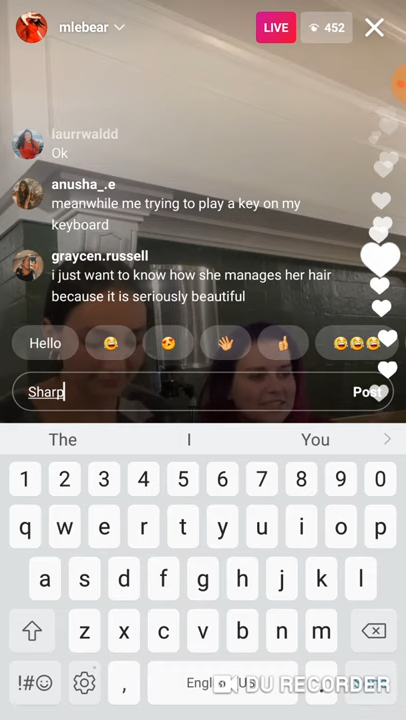 mlebear
LIVE
452
laurrwaldd
Ok
anusha_.e
meanwhile me trying to play a key on my
keyboard
graycen.russell
i just want to know how she manages her hair
because it is seriously beautiful
Hello
Sharp
Post
The I You
1 2 3 4 5 6 7 8 9 0
q w e r t y u i o p
a s d f g h j k l
z x c v b n m
!#☺ , .
DU RECORDER